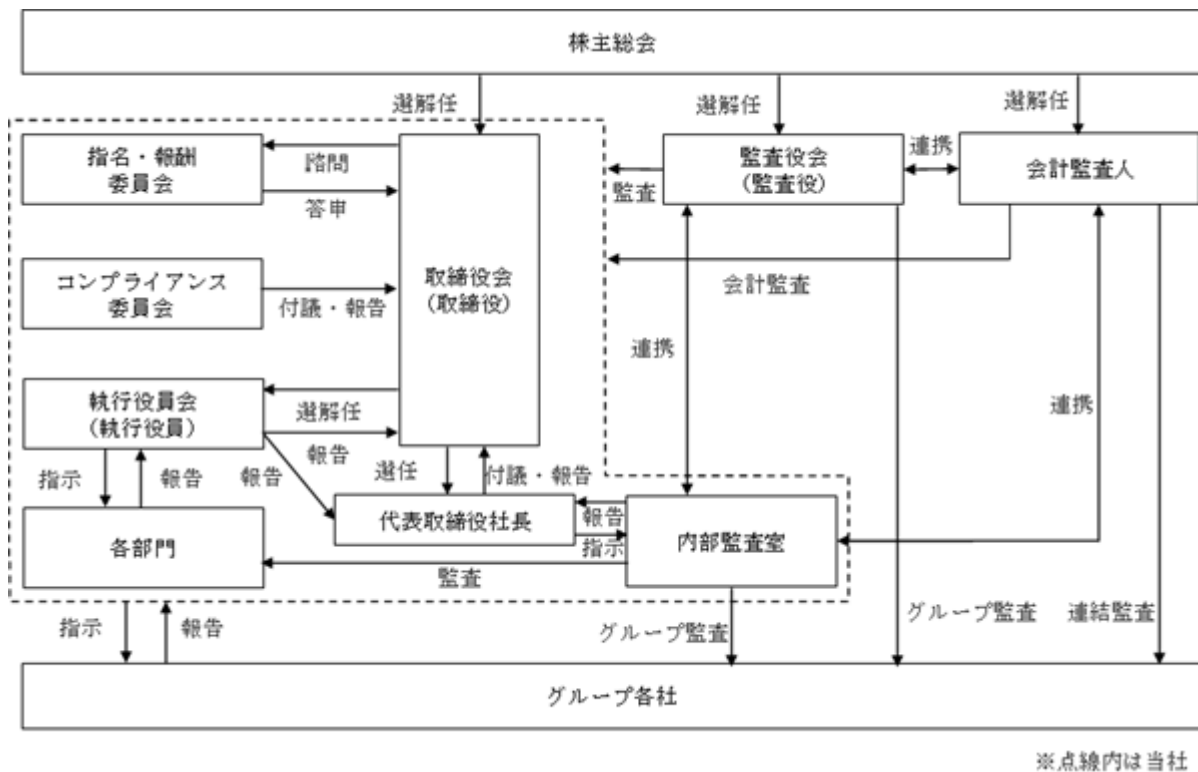 株主総会
選解任
選解任
選解任
指名・報酬
委員会
諮問
答申
取締役会
(取締役)
監査役会
(監査役)
連携
会計監査人
監査
会計監査
コンプライアンス
委員会
付議・報告
連携
連携
執行役員会
(執行役員)
選解任
報告
指示
報告
報告
選任
付議・報告
代表取締役社長
報告
指示
内部監査室
各部門
監査
指示
報告
グループ監査
グループ監査
連結監査
グループ各社
※点線内は当社